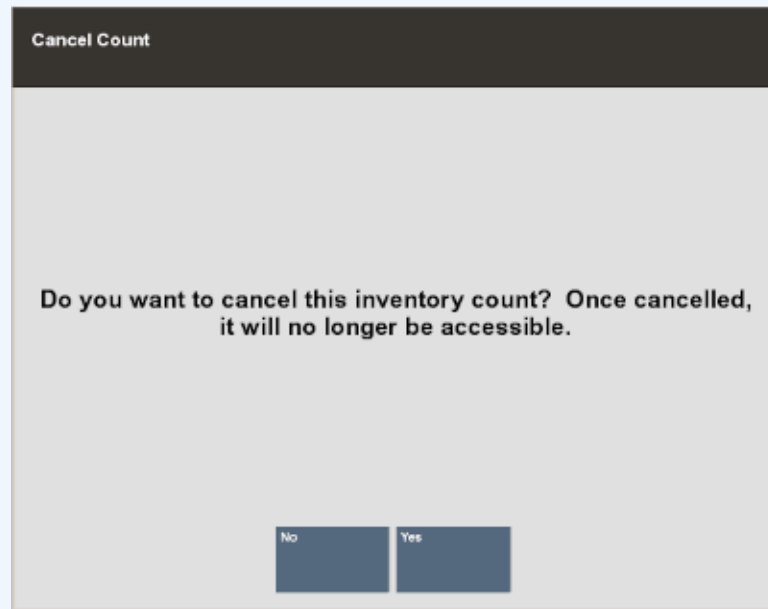 Cancel Count
Do you want to cancel this inventory count?  Once cancelled,
it will no longer be accessible.
No
Yes